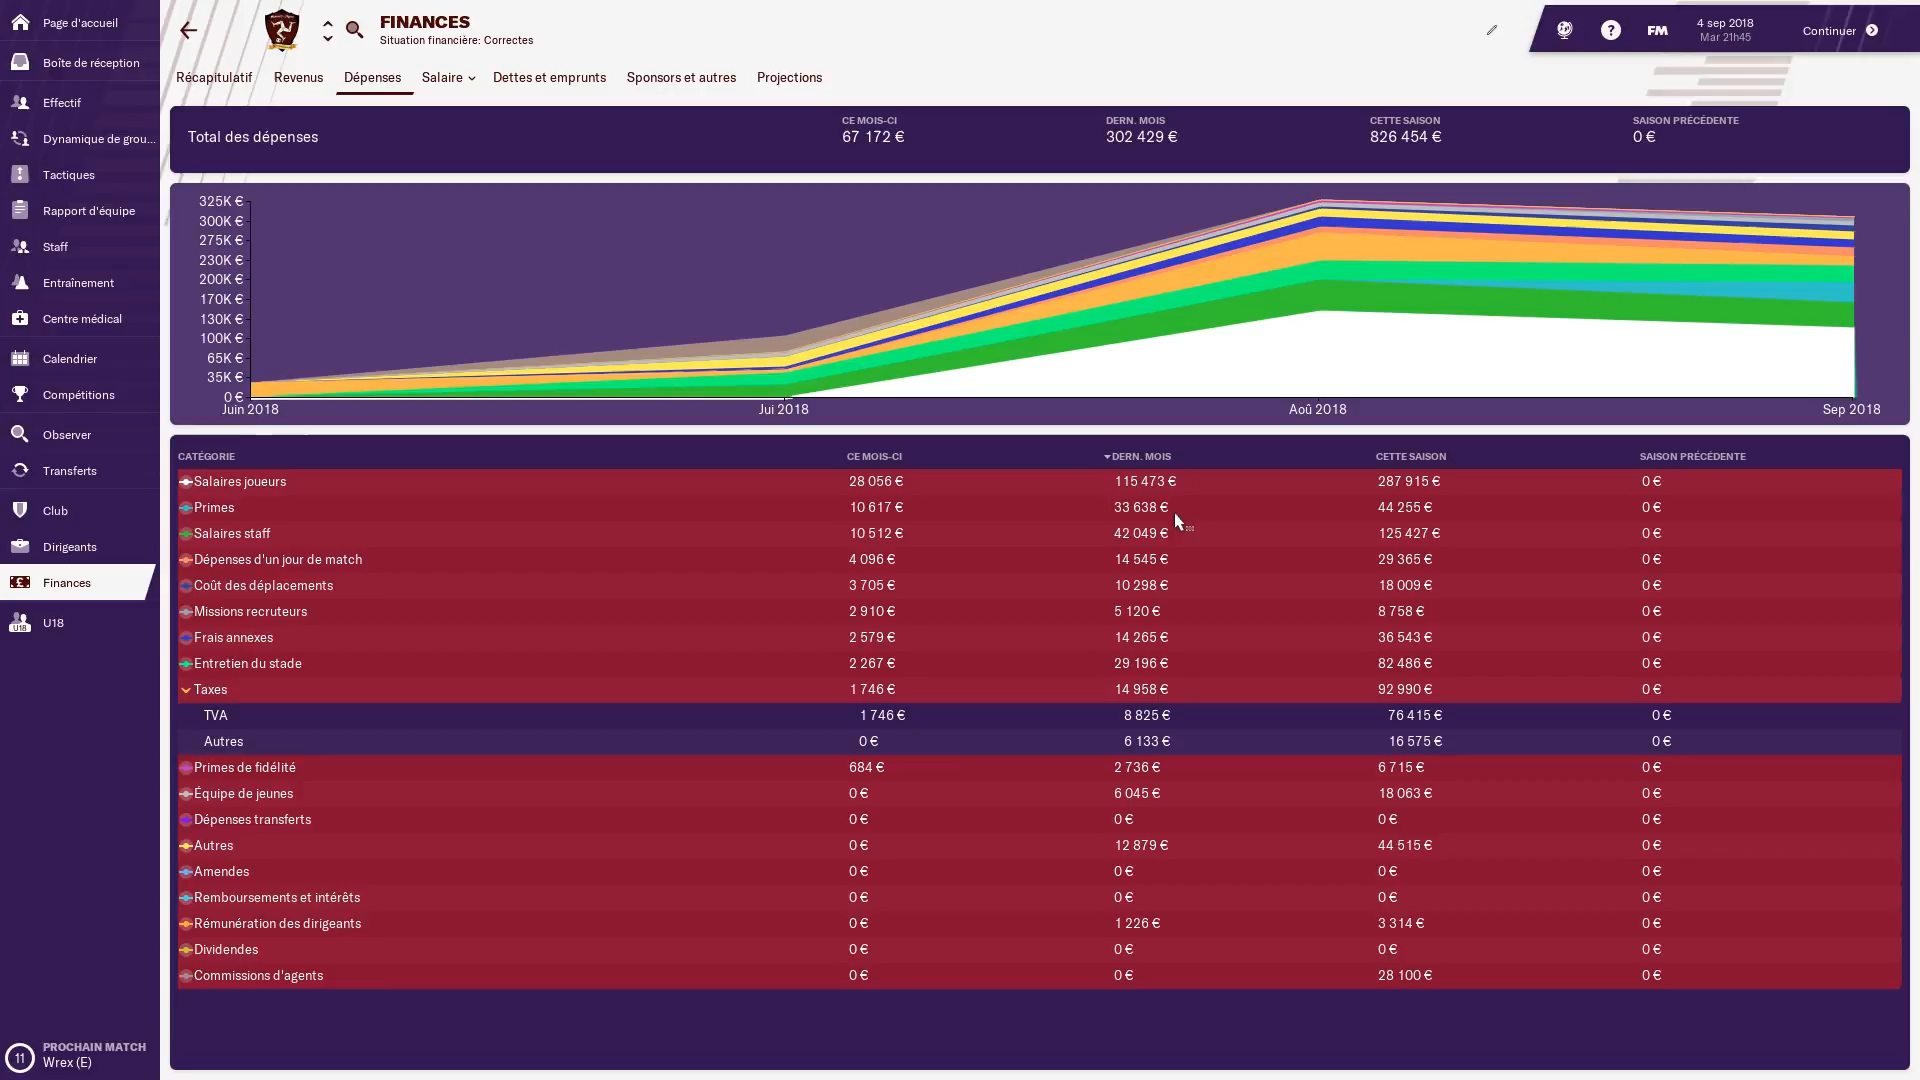 Page d'accueil
Boîte de réception
Effectif
Dynamique de grou...
Tactiques
Rapport d'équipe
Staff
Entraînement
Centre médical
Calendrier
Compétitions
Observer
Transferts
Club
Dirigeants
Finances
U18
U18
11
PROCHAIN MATCH
Wrex (E)
FINANCES
Situation financière: Correctes
FM
4 sep 2018
Mar 21h45
Continuer
Récapitulatif Revenus Dépenses Salaire Dettes et emprunts Sponsors et autres Projections
CE MOIS-CI DERN. MOIS CETTE SAISON SAISON PRÉCÉDENTE
Total des dépenses 67 172 € 302 429 € 826 454 € 0 €
325K €
300K €
275K €
230K €
200K €
170K €
130K €
100K €
65K €
35K €
0 €
Juin 2018 Jui 2018 Aoû 2018 Sep 2018
CATÉGORIE CE MOIS-CI DERN. MOIS CETTE SAISON SAISON PRÉCÉDENTE
Salaires joueurs 28 056 € 115 473 € 287 915 € 0 €
Primes 10 617 € 33 638 € 44 255 € 0 €
Salaires staff 10 512 € 42 049 € 125 427 € 0 €
Dépenses d'un jour de match 4 096 € 14 545 € 29 365 € 0 €
Coût des déplacements 3 705 € 10 298 € 18 009 € 0 €
Missions recruteurs 2 910 € 5 120 € 8 758 € 0 €
Frais annexes 2 579 € 14 265 € 36 543 € 0 €
Entretien du stade 2 267 € 29 196 € 82 486 € 0 €
Taxes 1 746 € 14 958 € 92 990 € 0 €
TVA 1 746 € 8 825 € 76 415 € 0 €
Autres 0 € 6 133 € 16 575 € 0 €
Primes de fidélité 684 € 2 736 € 6 715 € 0 €
Équipe de jeunes 0 € 6 045 € 18 063 € 0 €
Dépenses transferts 0 € 0 € 0 € 0 €
Autres 0 € 12 879 € 44 515 € 0 €
Amendes 0 € 0 € 0 € 0 €
Remboursements et intérêts 0 € 0 € 0 € 0 €
Rémunération des dirigeants 0 € 1 226 € 3 314 € 0 €
Dividendes 0 € 0 € 0 € 0 €
Commissions d'agents 0 € 0 € 28 100 € 0 €